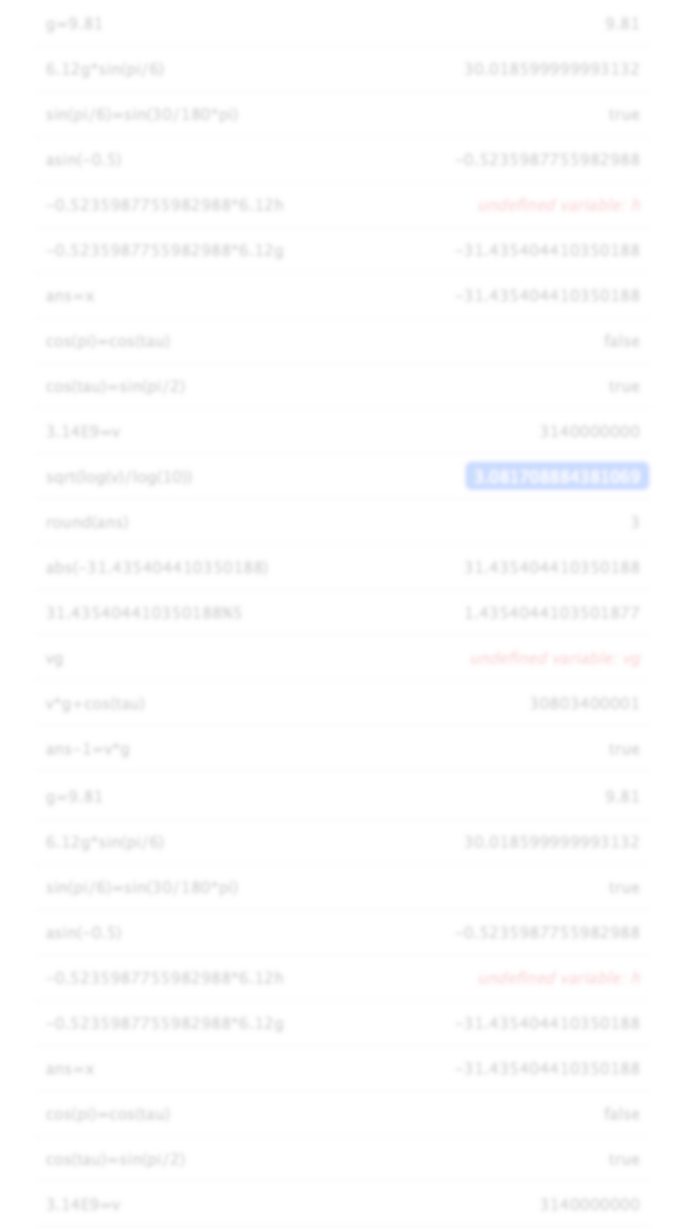 g=9.81 9.81
6.12g*sin(pi/6) 30.018599999993132
sin(pi/6)=sin(30/180*pi) true
asin(-0.5) -0.5235987755982988
-0.5235987755982988*6.12h undefined variable: h
-0.5235987755982988*6.12g -31.435404410350188
ans=x -31.435404410350188
cos(pi)=cos(tau) false
cos(tau)=sin(pi/2) true
3.14E9=v 3140000000
sqrt(log(v)/log(10)) 3.081708884381069
round(ans) 3
abs(-31.435404410350188) 31.435404410350188
31.435404410350188%5 1.4354044103501877
vg undefined variable: vg
v*g+cos(tau) 30803400001
ans-1=v*g true
g=9.81 9.81
6.12g*sin(pi/6) 30.018599999993132
sin(pi/6)=sin(30/180*pi) true
asin(-0.5) -0.5235987755982988
-0.5235987755982988*6.12h undefined variable: h
-0.5235987755982988*6.12g -31.435404410350188
ans=x -31.435404410350188
cos(pi)=cos(tau) false
cos(tau)=sin(pi/2) true
3.14E9=v 3140000000